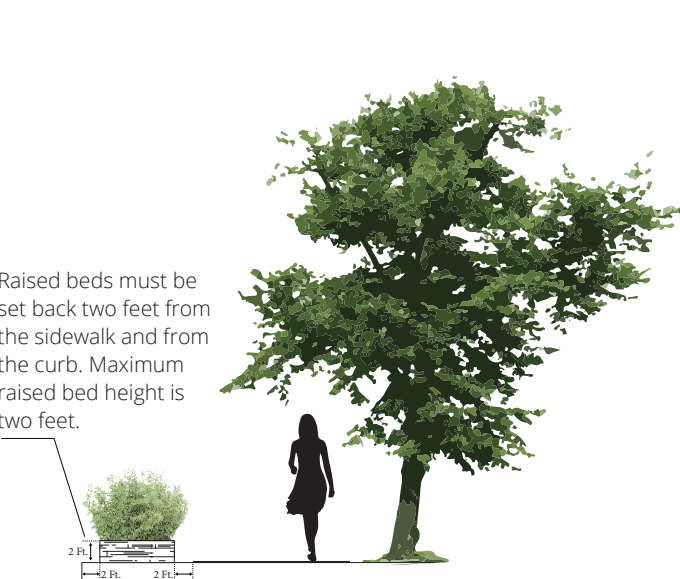 Raised beds must be
set back two feet from
the sidewalk and from
the curb. Maximum
raised bed height is
two feet.
2 Ft.
2 Ft. 2 Ft.